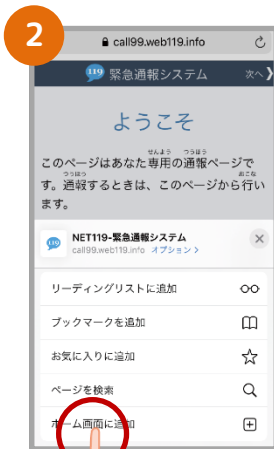 2
call99.web119.info
119 緊急通報システム 次へ
ようこそ
せんよう つうほう
このページはあなた専用の通報ページで
つうほう おこな
す。通報するときは、このページから行い
ます。
119 NET119-緊急通報システム
call99.web119.info オプション
リーディングリストに追加
ブックマークを追加
お気に入りに追加
ページを検索
ホーム画面に追加